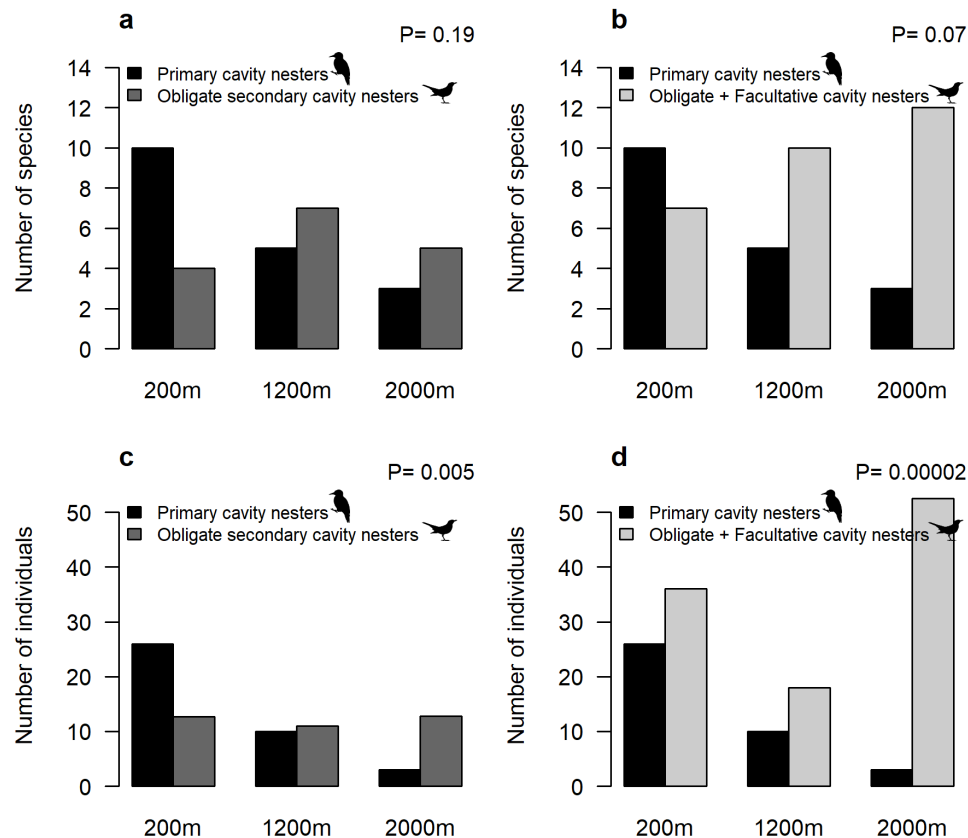 a
P= 0.19
Primary cavity nesters
Obligate secondary cavity nesters
Number of species
14
12
10
8
6
4
2
0
200m 1200m 2000m
b
P= 0.07
Primary cavity nesters
Obligate + Facultative cavity nesters
Number of species
14
12
10
8
6
4
2
0
200m 1200m 2000m
c
P= 0.005
Primary cavity nesters
Obligate secondary cavity nesters
Number of individuals
50
40
30
20
10
0
200m 1200m 2000m
d
P= 0.00002
Primary cavity nesters
Obligate + Facultative cavity nesters
Number of individuals
50
40
30
20
10
0
200m 1200m 2000m